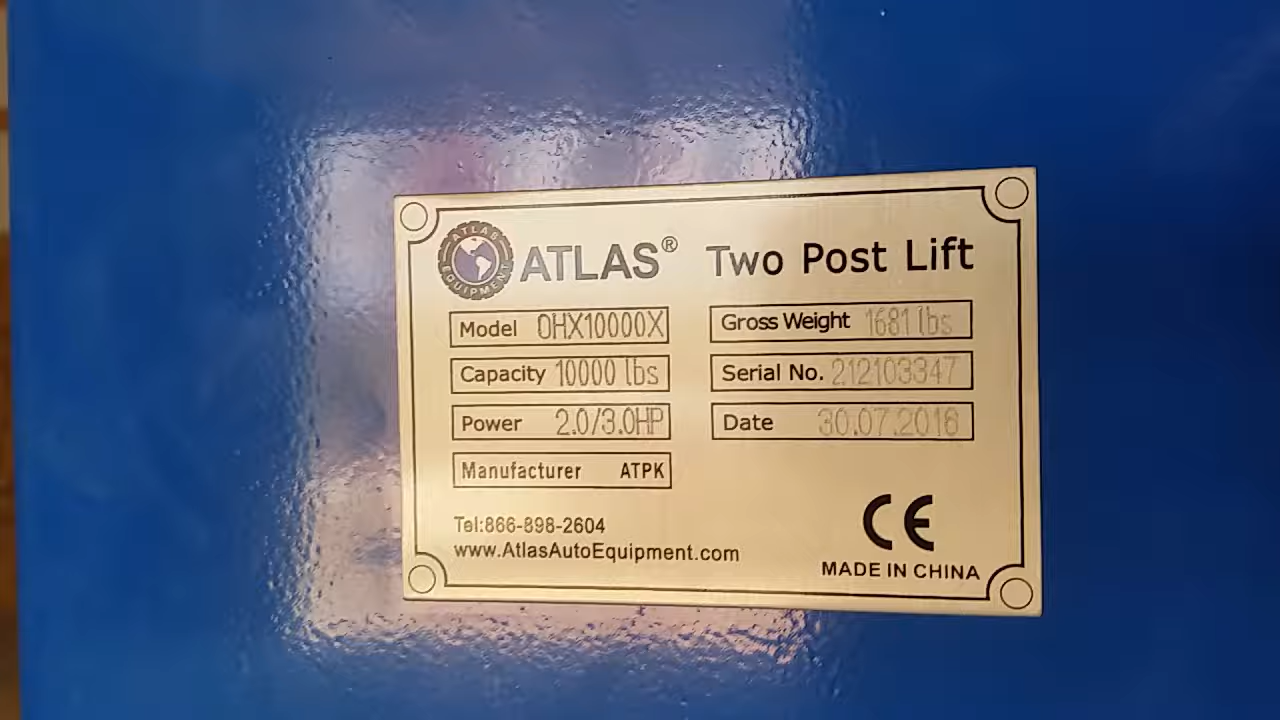 ATLAS EQUIPMENT
ATLAS® Two Post Lift
Model OHX10000X
Gross Weight 1681 lbs
Capacity 10000 lbs
Serial No. 212103347
Power 2.0/3.0HP
Date 30.07.2016
Manufacturer ATPK
Tel:866-898-2604
www.AtlasAutoEquipment.com
CE
MADE IN CHINA